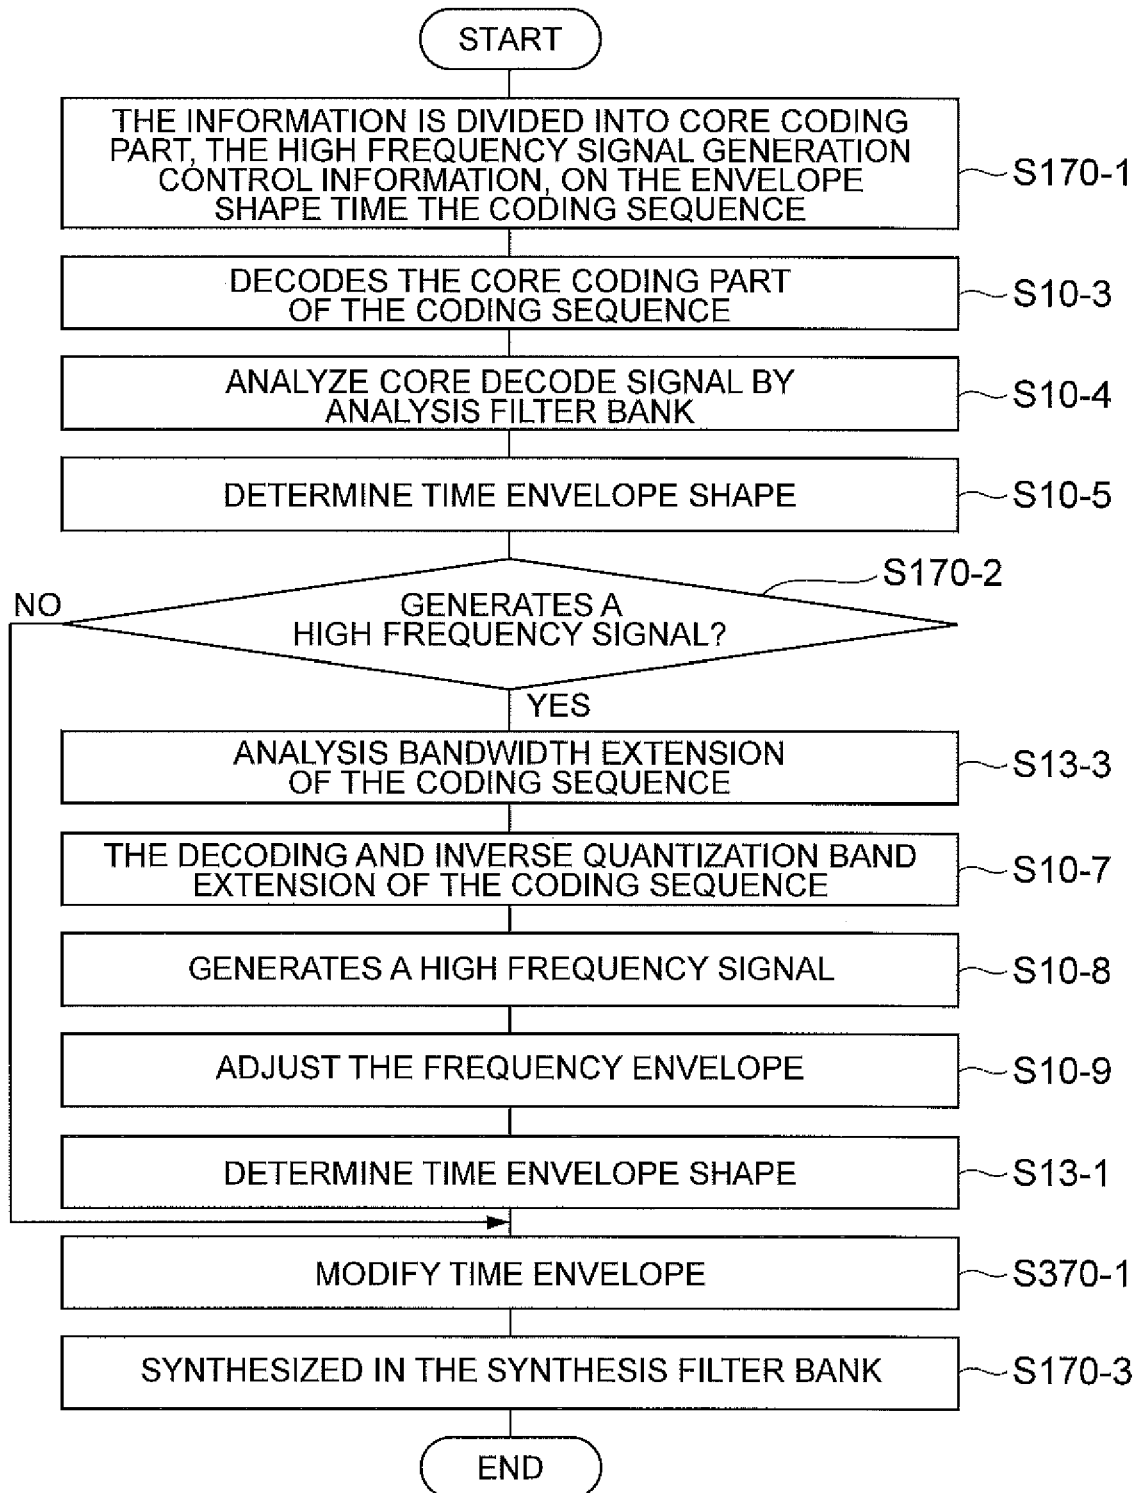 START
THE INFORMATION IS DIVIDED INTO CORE CODING
PART, THE HIGH FREQUENCY SIGNAL GENERATION
CONTROL INFORMATION, ON THE ENVELOPE
SHAPE TIME THE CODING SEQUENCE
S170-1
DECODES THE CORE CODING PART
OF THE CODING SEQUENCE
S10-3
ANALYZE CORE DECODE SIGNAL BY
ANALYSIS FILTER BANK
S10-4
DETERMINE TIME ENVELOPE SHAPE
S10-5
S170-2
NO
GENERATES A
HIGH FREQUENCY SIGNAL?
YES
ANALYSIS BANDWIDTH EXTENSION
OF THE CODING SEQUENCE
S13-3
THE DECODING AND INVERSE QUANTIZATION BAND
EXTENSION OF THE CODING SEQUENCE
S10-7
GENERATES A HIGH FREQUENCY SIGNAL
S10-8
ADJUST THE FREQUENCY ENVELOPE
S10-9
DETERMINE TIME ENVELOPE SHAPE
S13-1
MODIFY TIME ENVELOPE
S370-1
SYNTHESIZED IN THE SYNTHESIS FILTER BANK
S170-3
END